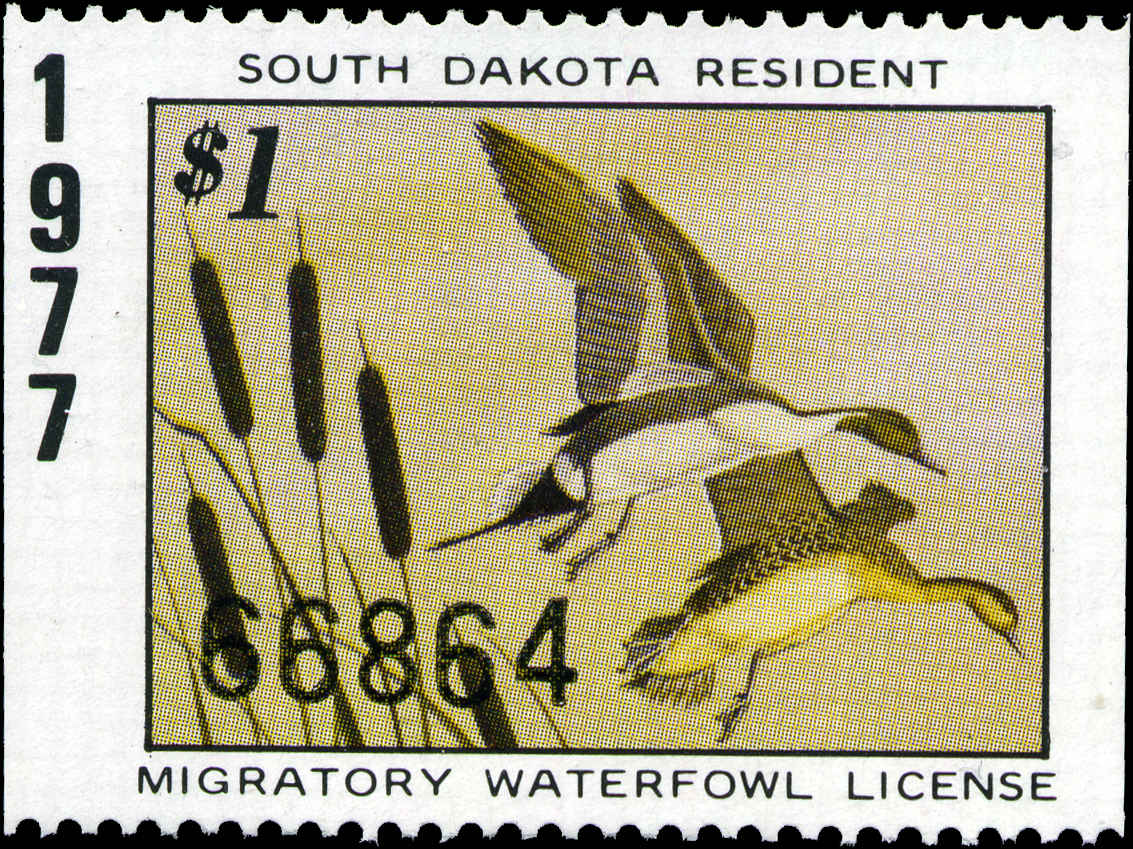 SOUTH DAKOTA RESIDENT
1977
$1
66864
MIGRATORY WATERFOWL LICENSE